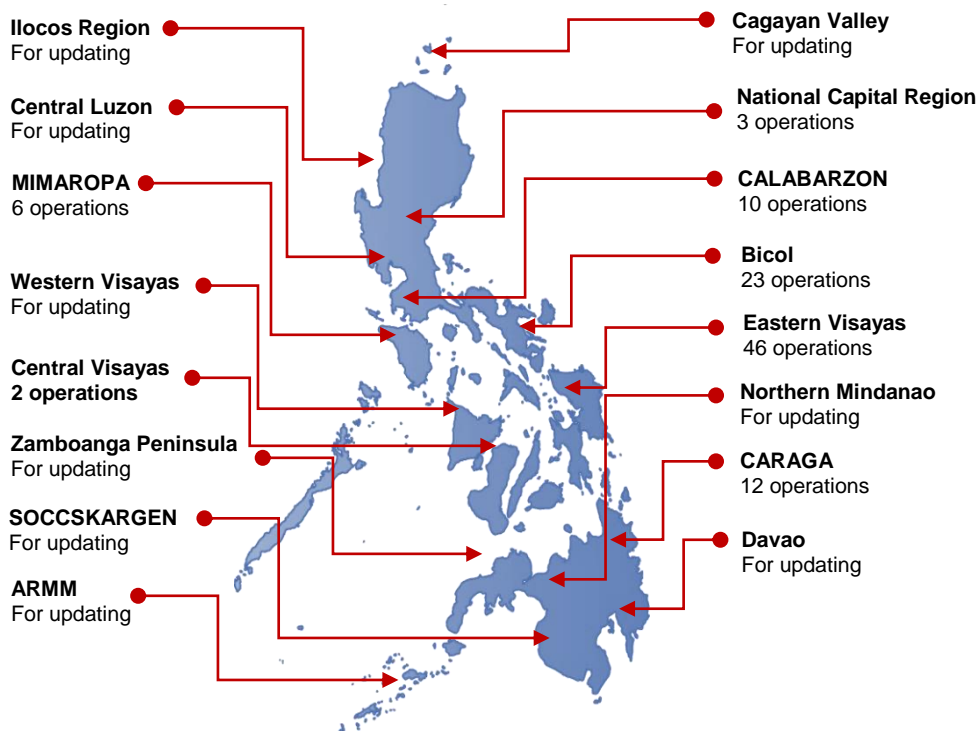 Ilocos Region
For updating
Central Luzon
For updating
MIMAROPA
6 operations
Western Visayas
For updating
Central Visayas
2 operations
Zamboanga Peninsula
For updating
SOCCSKARGEN
For updating
ARMM
For updating
Cagayan Valley
For updating
National Capital Region
3 operations
CALABARZON
10 operations
Bicol
23 operations
Eastern Visayas
46 operations
Northern Mindanao
For updating
CARAGA
12 operations
Davao
For updating